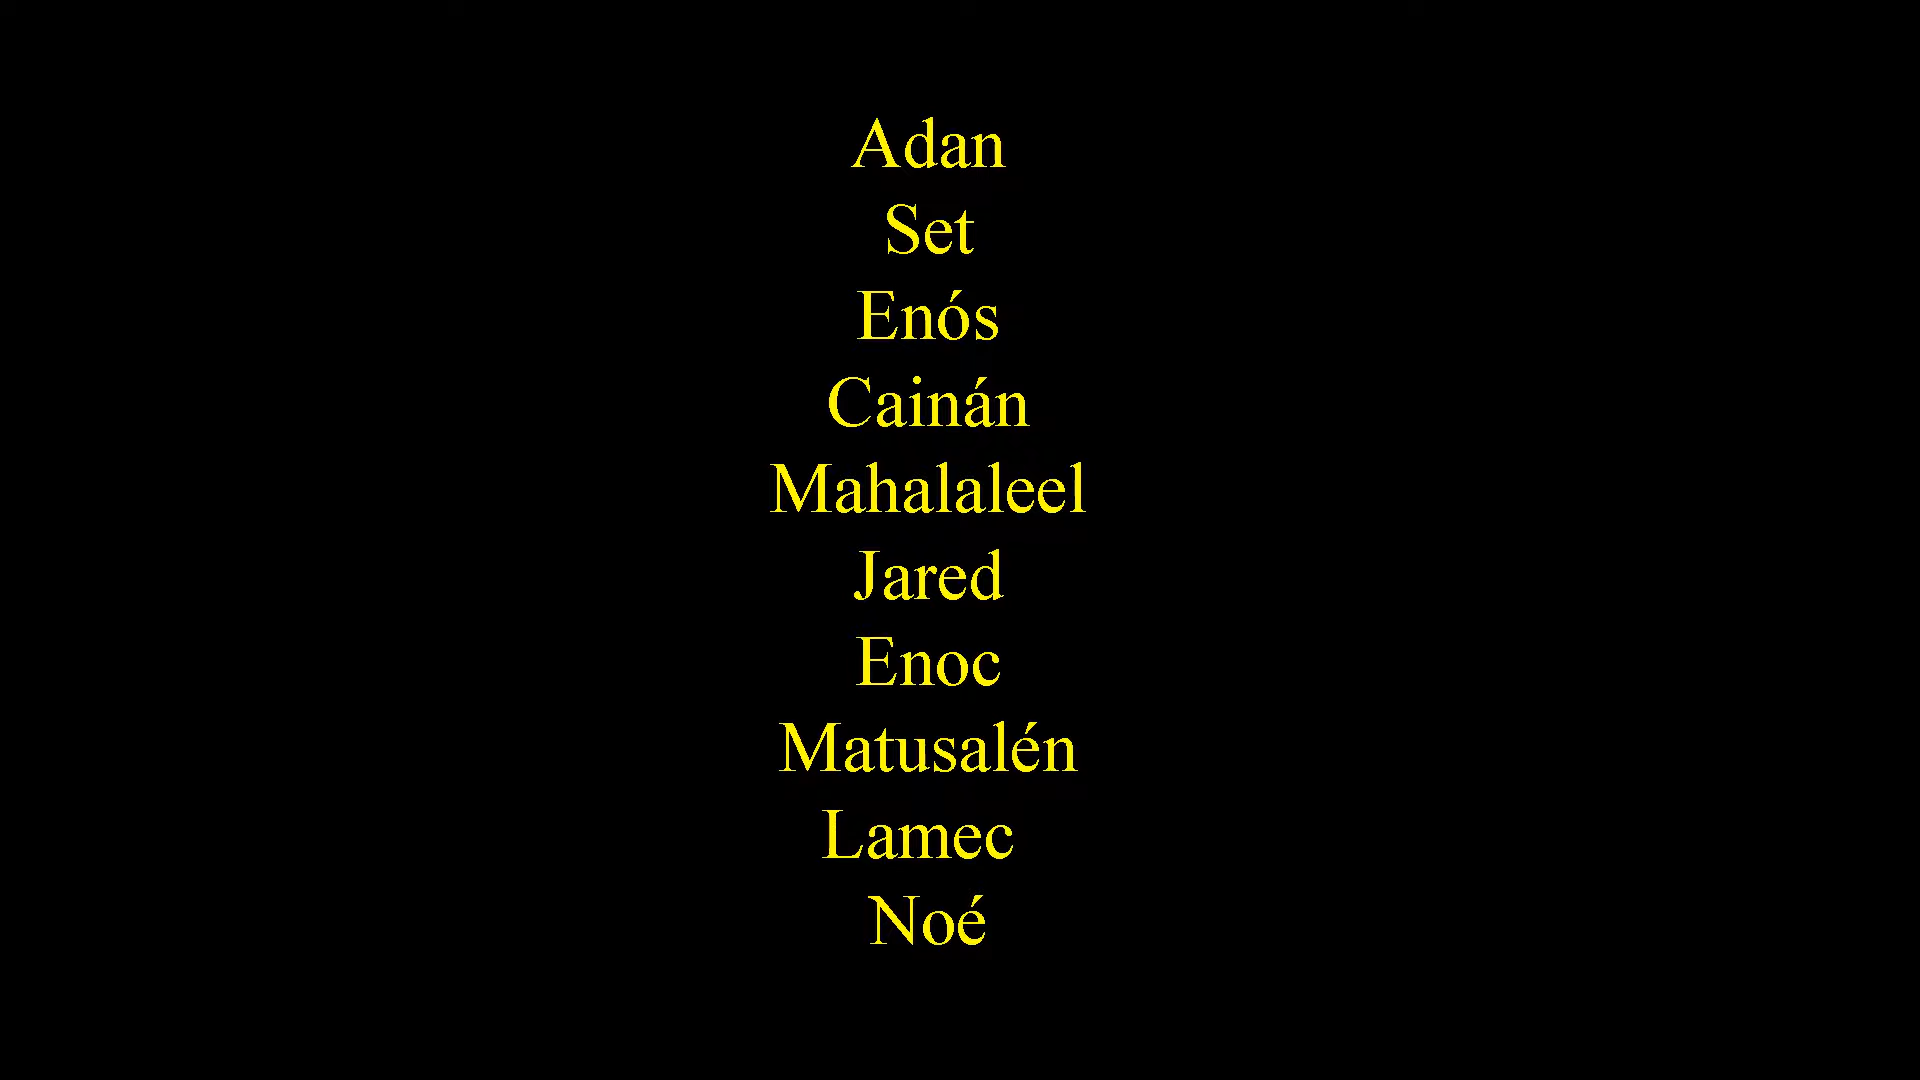 Adan
Set
Enós
Cainán
Mahalaleel
Jared
Enoc
Matusalén
Lamec
Noé